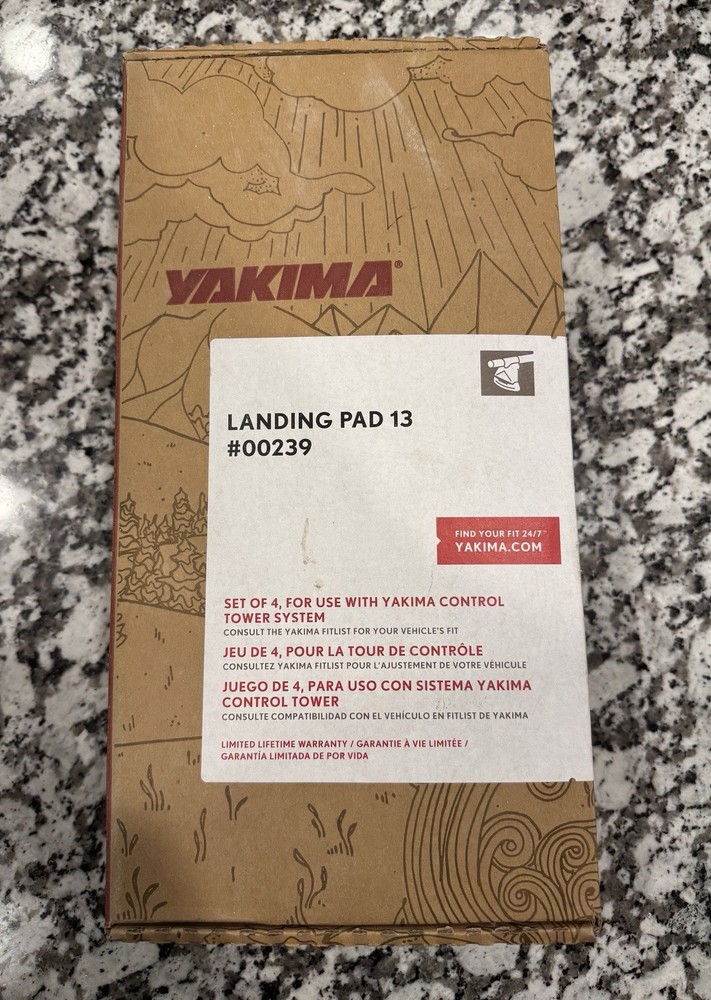 YAKIMA®
LANDING PAD 13
#00239
FIND YOUR FIT 24/7™
YAKIMA.COM
SET OF 4, FOR USE WITH YAKIMA CONTROL
TOWER SYSTEM
CONSULT THE YAKIMA FITLIST FOR YOUR VEHICLE'S FIT
JEU DE 4, POUR LA TOUR DE CONTRÔLE
CONSULTEZ YAKIMA FITLIST POUR L'AJUSTEMENT DE VOTRE VÉHICULE
JUEGO DE 4, PARA USO CON SISTEMA YAKIMA
CONTROL TOWER
CONSULTE COMPATIBILIDAD CON EL VEHÍCULO EN FITLIST DE YAKIMA
LIMITED LIFETIME WARRANTY / GARANTIE À VIE LIMITÉE /
GARANTÍA LIMITADA DE POR VIDA